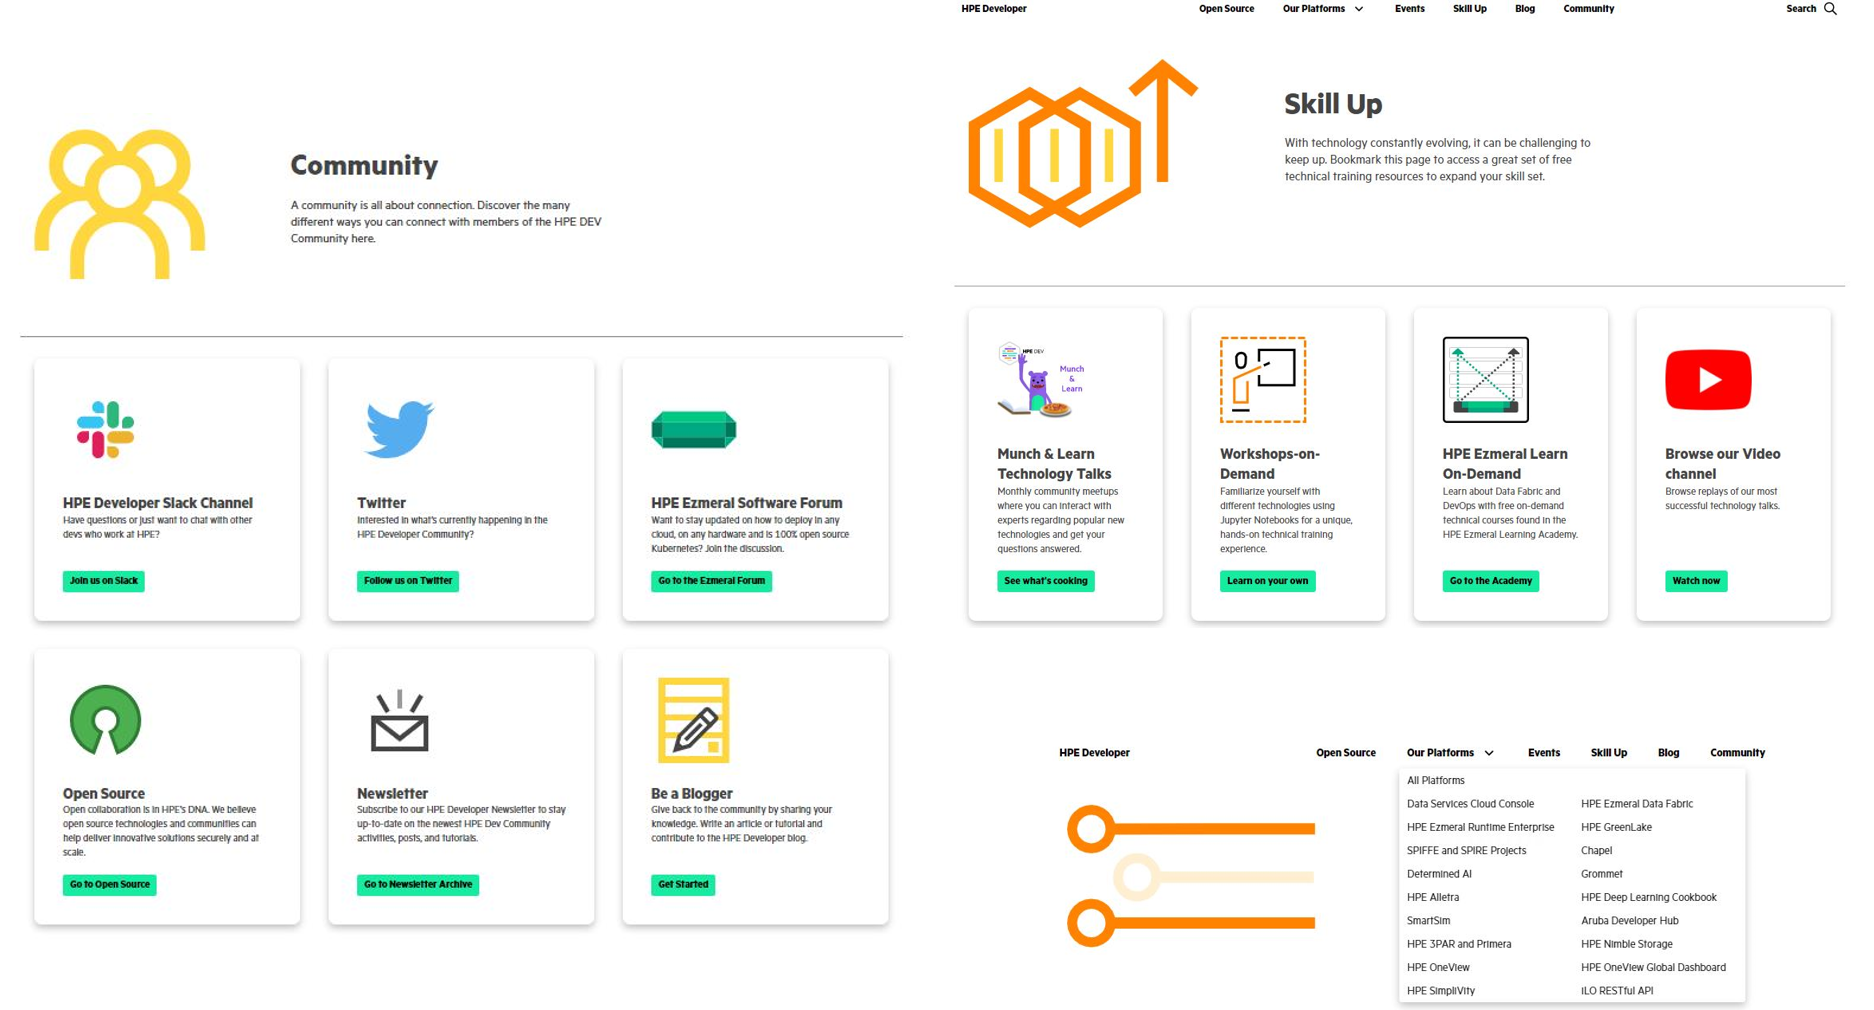 Community
A community is all about connection. Discover the many
different ways you can connect with members of the HPE DEV
Community here.
HPE Developer Slack Channel
Have questions or just want to chat with other
devs who work at HPE?
Join us on Slack
Twitter
Interested in what's currently happening in the
HPE Developer Community?
Follow us on Twitter
HPE Ezmeral Software Forum
Want to stay updated on how to deploy in any
cloud, on any hardware and is 100% open source
Kubernetes? Join the discussion.
Go to the Ezmeral Forum
Open Source
Open collaboration is in HPE's DNA. We believe
open source technologies and communities can
help deliver innovative solutions securely and at
scale.
Go to Open Source
Newsletter
Subscribe to our HPE Developer Newsletter to stay
up-to-date on the newest HPE Dev Community
activities, posts, and tutorials.
Go to Newsletter Archive
Be a Blogger
Give back to the community by sharing your
knowledge. Write an article or tutorial and
contribute to the HPE Developer blog.
Get Started
HPE Developer Open Source Our Platforms Events Skill Up Blog Community Search
Skill Up
With technology constantly evolving, it can be challenging to
keep up. Bookmark this page to access a great set of free
technical training resources to expand your skill set.
HPE DEV
Munch
&
Learn
Munch & Learn
Technology Talks
Monthly community meetups
where you can interact with
experts regarding popular new
technologies and get your
questions answered.
See what's cooking
Workshops-on-
Demand
Familiarize yourself with
different technologies using
Jupyter Notebooks for a unique,
hands-on technical training
experience.
Learn on your own
HPE Ezmeral Learn
On-Demand
Learn about Data Fabric and
DevOps with free on-demand
technical courses found in the
HPE Ezmeral Learning Academy.
Go to the Academy
Browse our Video
channel
Browse replays of our most
successful technology talks.
Watch now
HPE Developer Open Source Our Platforms Events Skill Up Blog Community
All Platforms
Data Services Cloud Console HPE Ezmeral Data Fabric
HPE Ezmeral Runtime Enterprise HPE GreenLake
SPIFFE and SPIRE Projects Chapel
Determined AI Grommet
HPE Alletra HPE Deep Learning Cookbook
SmartSim Aruba Developer Hub
HPE 3PAR and Primera HPE Nimble Storage
HPE OneView HPE OneView Global Dashboard
HPE SimpliVity iLO RESTful API